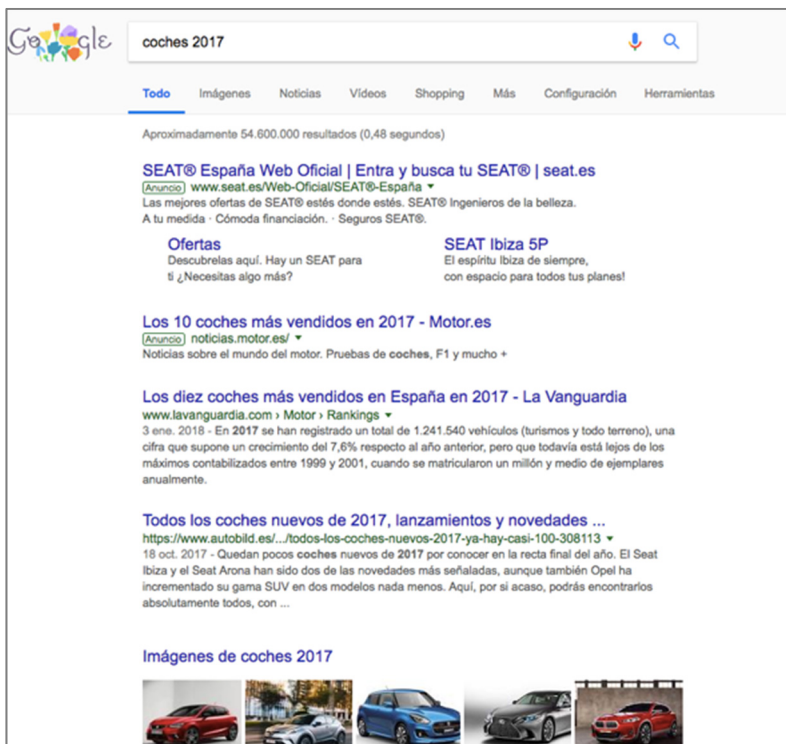 Google
coches 2017
Todo Imágenes Noticias Vídeos Shopping Más Configuración Herramientas
Aproximadamente 54.600.000 resultados (0,48 segundos)
SEAT® España Web Oficial | Entra y busca tu SEAT® | seat.es
Anuncio www.seat.es/Web-Oficial/SEAT®-España
Las mejores ofertas de SEAT® estés donde estés. SEAT® Ingenieros de la belleza.
A tu medida · Cómoda financiación. · Seguros SEAT®.
Ofertas
Descubrelas aquí. Hay un SEAT para
ti ¿Necesitas algo más?
SEAT Ibiza 5P
El espíritu Ibiza de siempre,
con espacio para todos tus planes!
Los 10 coches más vendidos en 2017 - Motor.es
Anuncio noticias.motor.es/
Noticias sobre el mundo del motor. Pruebas de coches, F1 y mucho +
Los diez coches más vendidos en España en 2017 - La Vanguardia
www.lavanguardia.com › Motor › Rankings
3 ene. 2018 - En 2017 se han registrado un total de 1.241.540 vehículos (turismos y todo terreno), una
cifra que supone un crecimiento del 7,6% respecto al año anterior, pero que todavía está lejos de los
máximos contabilizados entre 1999 y 2001, cuando se matricularon un millón y medio de ejemplares
anualmente.
Todos los coches nuevos de 2017, lanzamientos y novedades ...
https://www.autobild.es/.../todos-los-coches-nuevos-2017-ya-hay-casi-100-308113
18 oct. 2017 - Quedan pocos coches nuevos de 2017 por conocer en la recta final del año. El Seat
Ibiza y el Seat Arona han sido dos de las novedades más señaladas, aunque también Opel ha
incrementado su gama SUV en dos modelos nada menos. Aquí, por si acaso, podrás encontrarlos
absolutamente todos, con ...
Imágenes de coches 2017